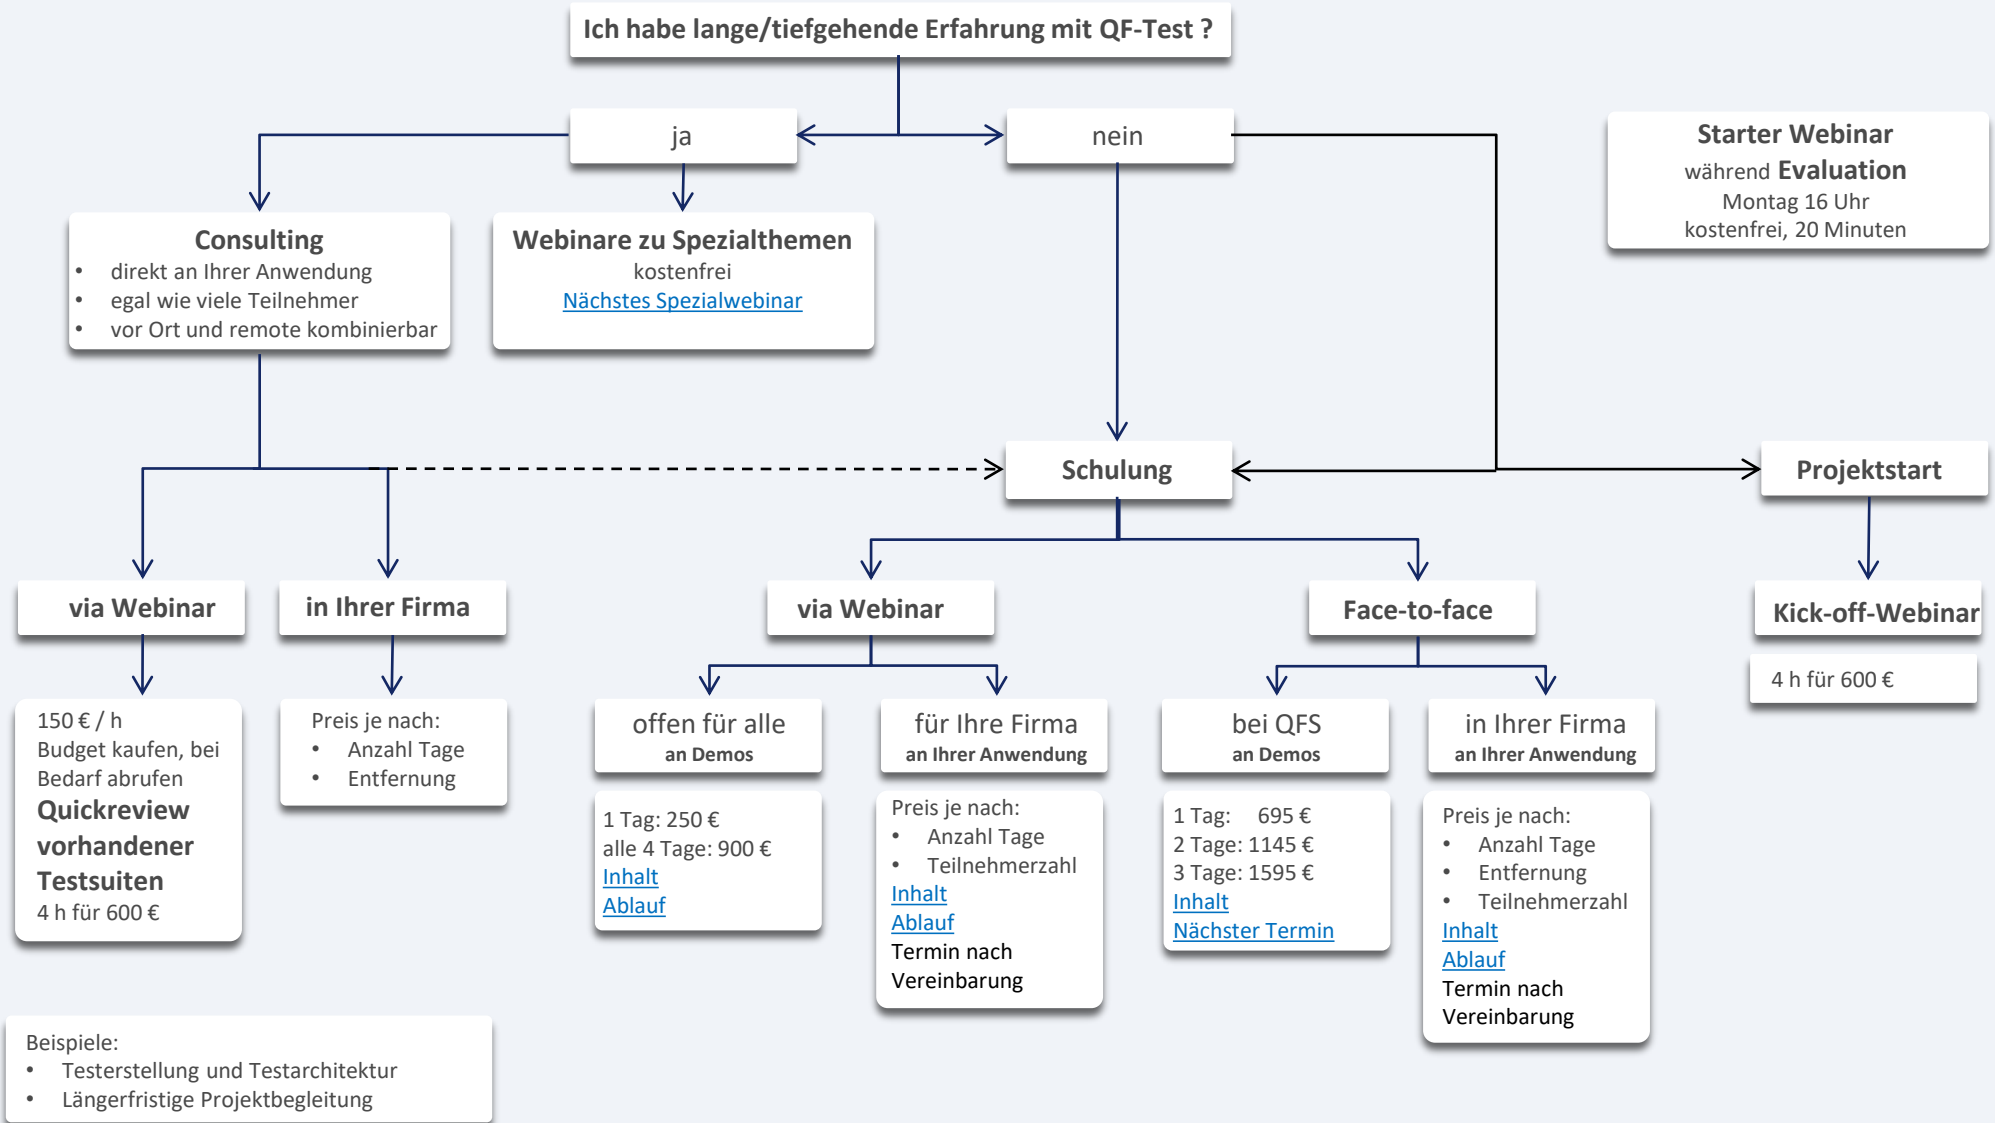 Ich habe lange/tiefgehende Erfahrung mit QF-Test ?
ja
nein
Starter Webinar
während Evaluation
Montag 16 Uhr
kostenfrei, 20 Minuten
Consulting
• direkt an Ihrer Anwendung
• egal wie viele Teilnehmer
• vor Ort und remote kombinierbar
Webinare zu Spezialthemen
kostenfrei
Nächstes Spezialwebinar
Schulung
Projektstart
via Webinar
in Ihrer Firma
via Webinar
Face-to-face
Kick-off-Webinar
4 h für 600 €
150 € / h
Budget kaufen, bei
Bedarf abrufen
Quickreview
vorhandener
Testsuiten
4 h für 600 €
Preis je nach:
• Anzahl Tage
• Entfernung
offen für alle
an Demos
1 Tag: 250 €
alle 4 Tage: 900 €
Inhalt
Ablauf
für Ihre Firma
an Ihrer Anwendung
Preis je nach:
• Anzahl Tage
• Teilnehmerzahl
Inhalt
Ablauf
Termin nach
Vereinbarung
bei QFS
an Demos
1 Tag: 695 €
2 Tage: 1145 €
3 Tage: 1595 €
Inhalt
Nächster Termin
in Ihrer Firma
an Ihrer Anwendung
Preis je nach:
• Anzahl Tage
• Entfernung
• Teilnehmerzahl
Inhalt
Ablauf
Termin nach
Vereinbarung
Beispiele:
• Testerstellung und Testarchitektur
• Längerfristige Projektbegleitung